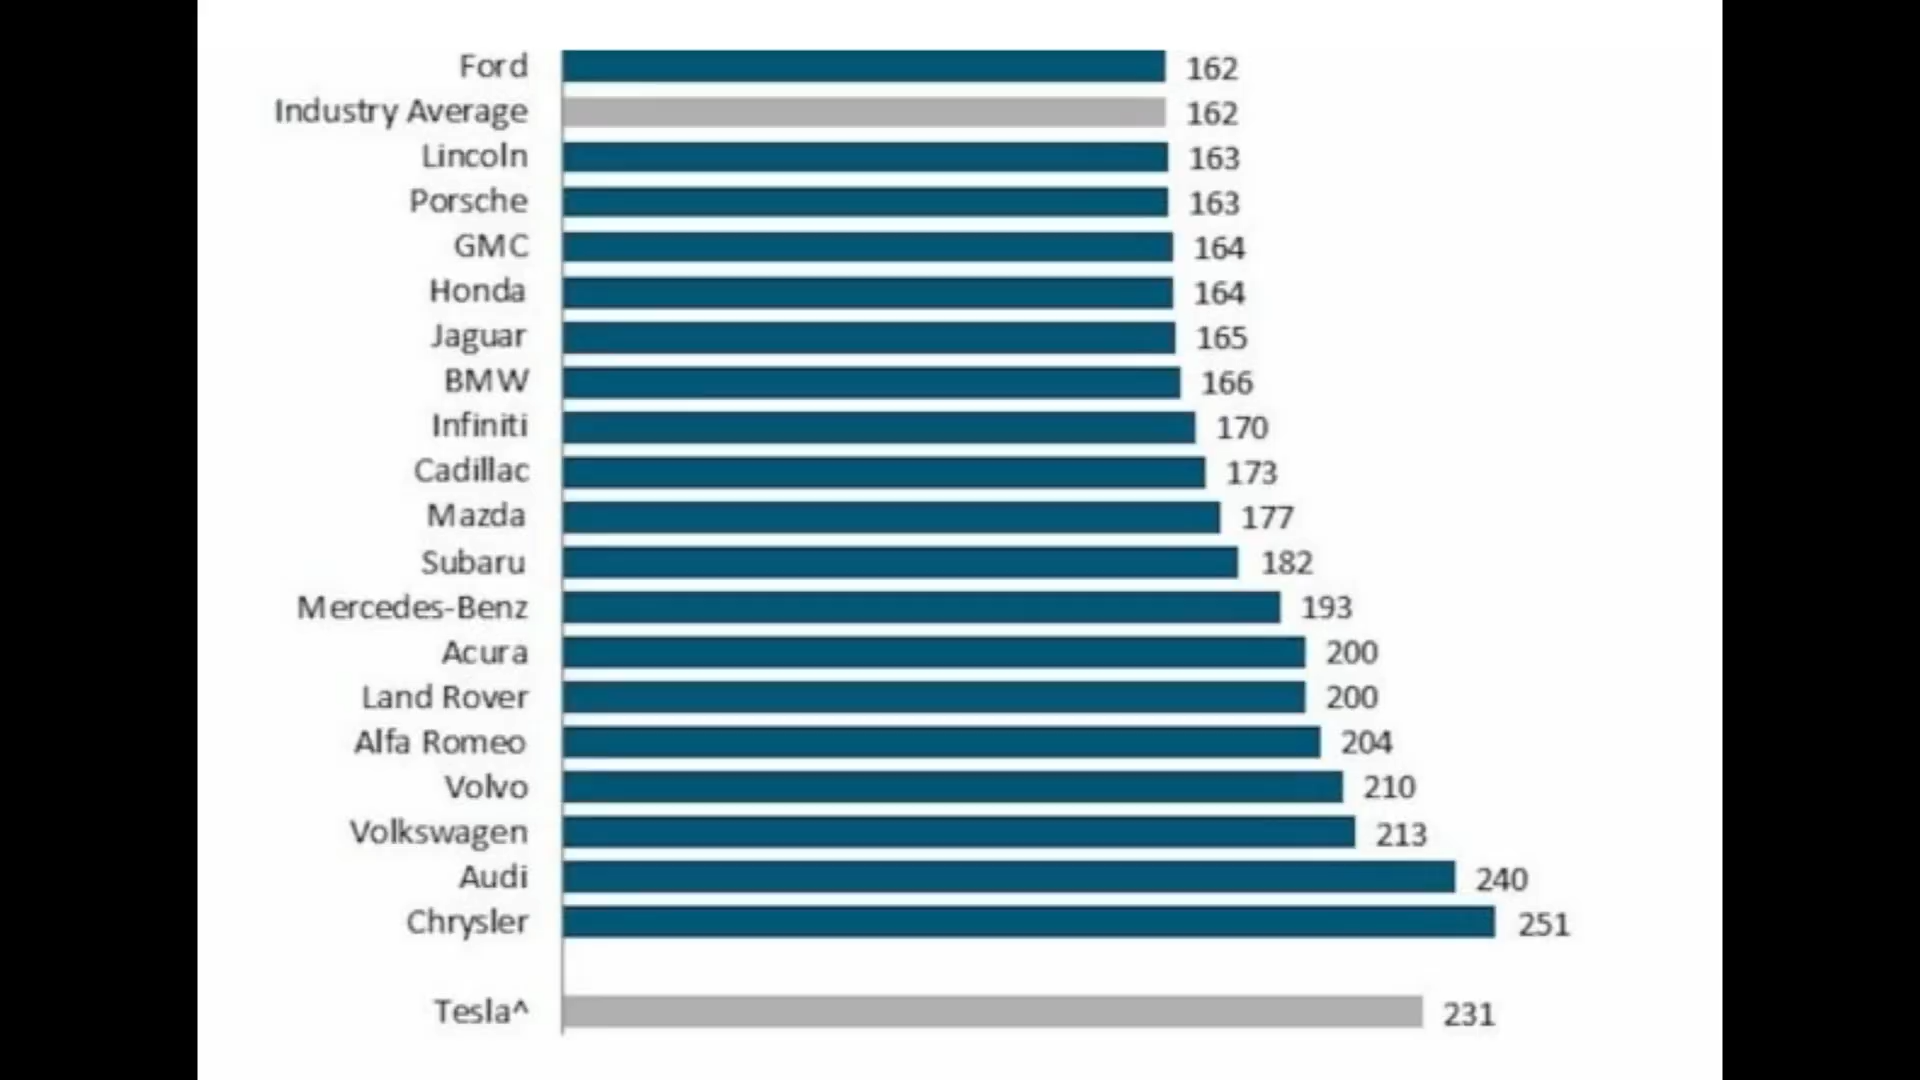 Ford 162
Industry Average 162
Lincoln 163
Porsche 163
GMC 164
Honda 164
Jaguar 165
BMW 166
Infiniti 170
Cadillac 173
Mazda 177
Subaru 182
Mercedes-Benz 193
Acura 200
Land Rover 200
Alfa Romeo 204
Volvo 210
Volkswagen 213
Audi 240
Chrysler 251
Tesla^ 231